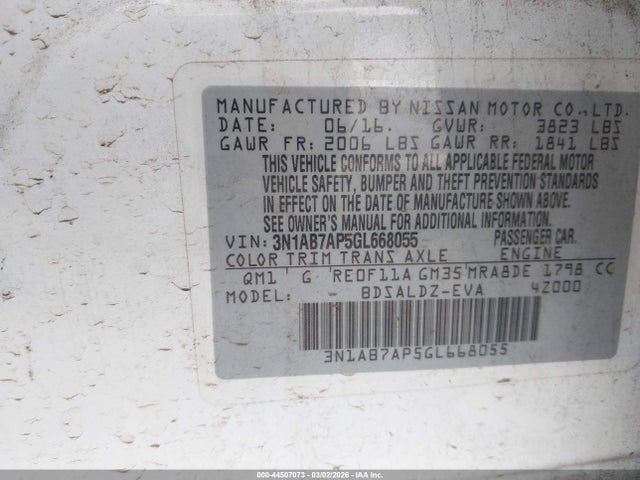 MANUFACTURED BY NISSAN MOTOR CO., LTD.
DATE: 06/16. GVWR: 3823 LBS
GAWR FR: 2006 LBS GAWR RR: 1841 LBS
THIS VEHICLE CONFORMS TO ALL APPLICABLE FEDERAL MOTOR
VEHICLE SAFETY, BUMPER AND THEFT PREVENTION STANDARDS
IN EFFECT ON THE DATE OF MANUFACTURE SHOWN ABOVE.
SEE OWNER'S MANUAL FOR ADDITIONAL INFORMATION.
VIN: 3N1AB7AP5GL668055 PASSENGER CAR.
COLOR TRIM TRANS AXLE ENGINE
QM1 G RE0F11A GM35 MRA8DE 1798 CC
MODEL: - BDSALDZ-EVA 4Z000
3N1AB7AP5GL668055
000-44507073 - 03/02/2026 - Copyright IAA, Inc.